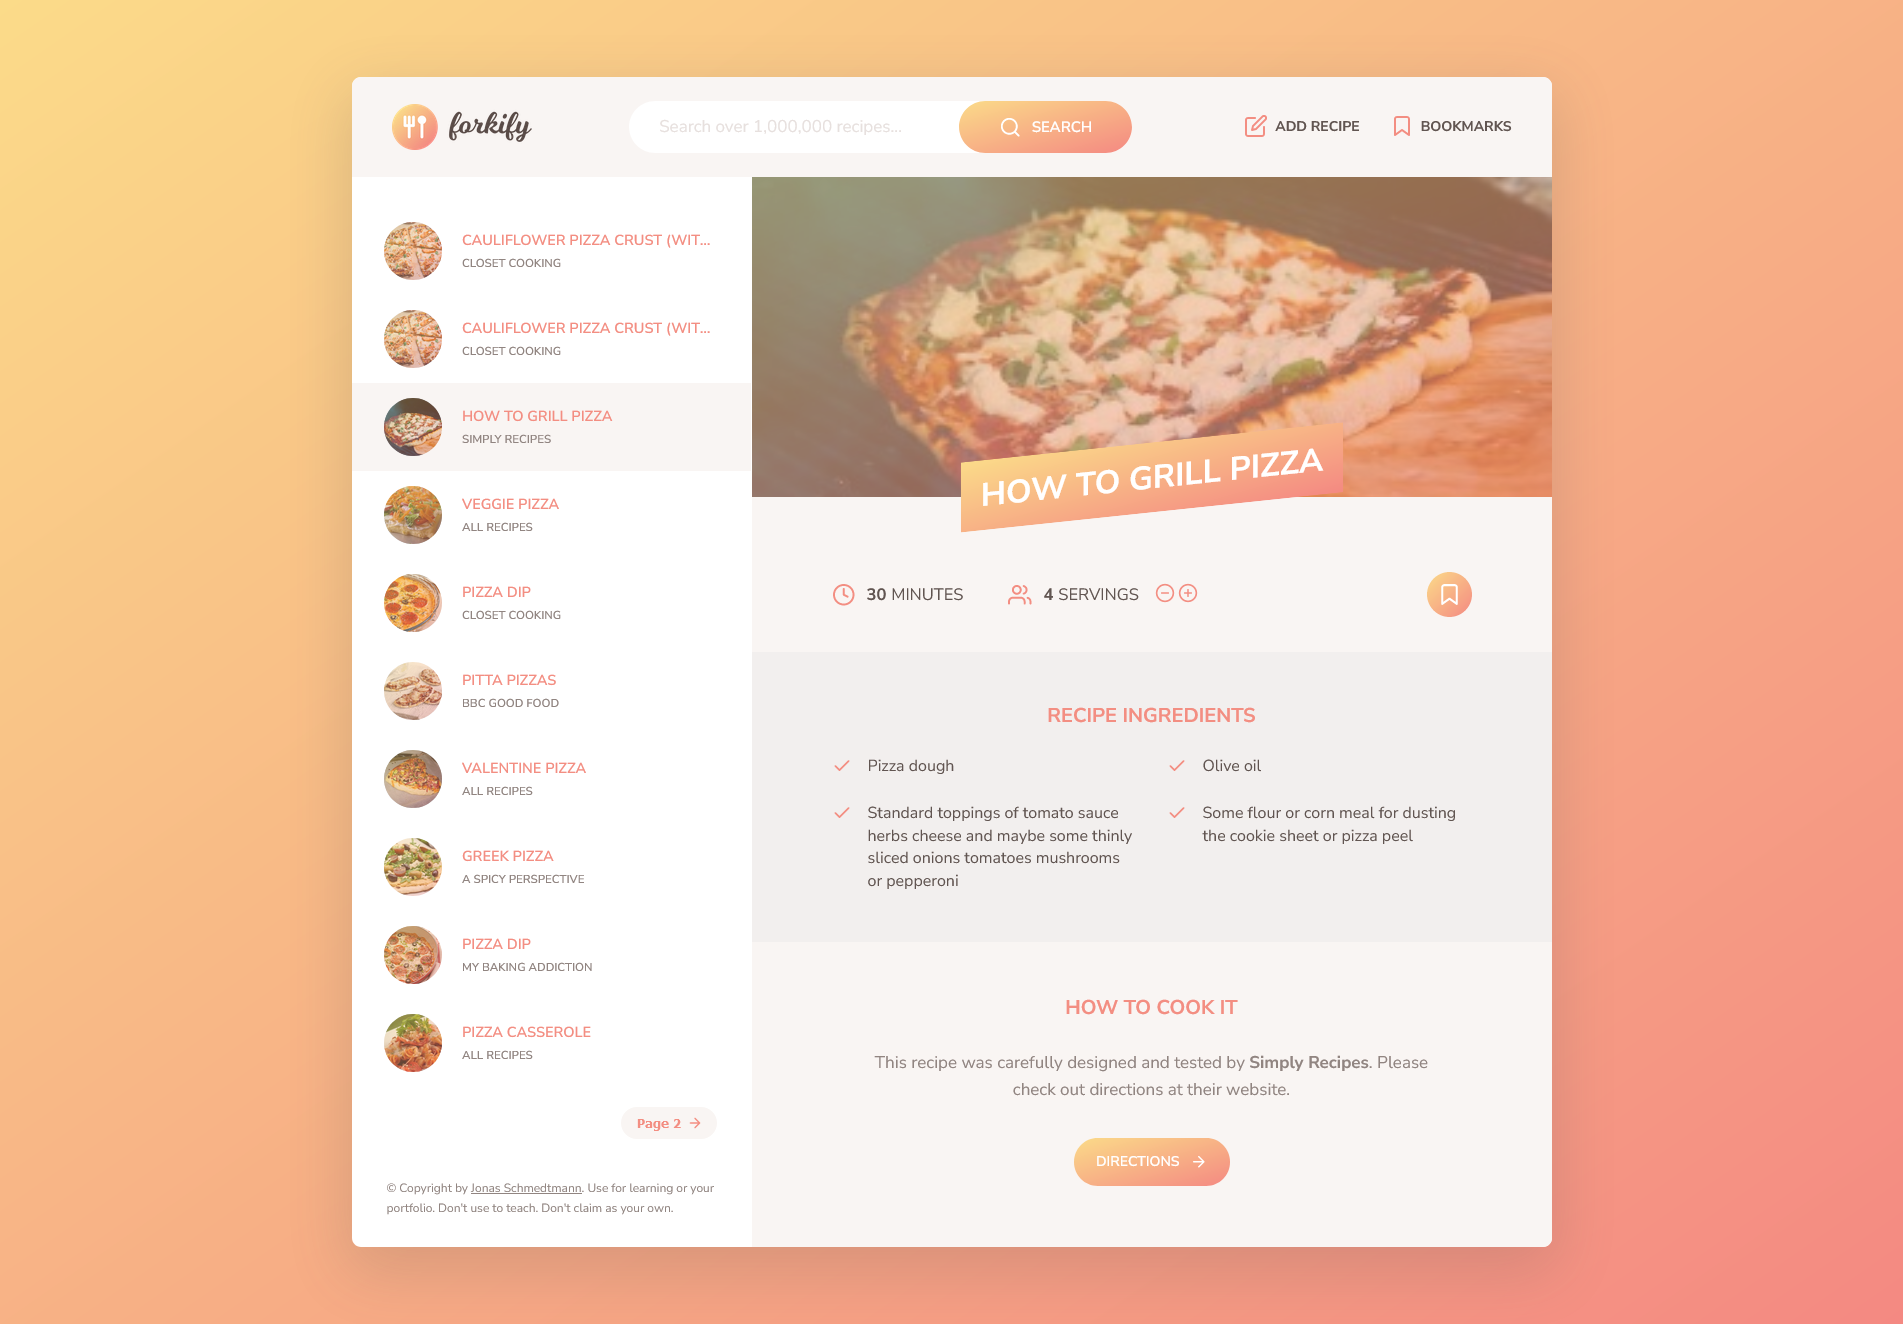 forkify
Search over 1,000,000 recipes...
SEARCH
ADD RECIPE
BOOKMARKS
CAULIFLOWER PIZZA CRUST (WIT...
CLOSET COOKING
CAULIFLOWER PIZZA CRUST (WIT...
CLOSET COOKING
HOW TO GRILL PIZZA
SIMPLY RECIPES
VEGGIE PIZZA
ALL RECIPES
PIZZA DIP
CLOSET COOKING
PITTA PIZZAS
BBC GOOD FOOD
VALENTINE PIZZA
ALL RECIPES
GREEK PIZZA
A SPICY PERSPECTIVE
PIZZA DIP
MY BAKING ADDICTION
PIZZA CASSEROLE
ALL RECIPES
Page 2
© Copyright by Jonas Schmedtmann. Use for learning or your
portfolio. Don't use to teach. Don't claim as your own.
HOW TO GRILL PIZZA
30 MINUTES
4 SERVINGS
RECIPE INGREDIENTS
Pizza dough
Olive oil
Standard toppings of tomato sauce
herbs cheese and maybe some thinly
sliced onions tomatoes mushrooms
or pepperoni
Some flour or corn meal for dusting
the cookie sheet or pizza peel
HOW TO COOK IT
This recipe was carefully designed and tested by Simply Recipes. Please
check out directions at their website.
DIRECTIONS